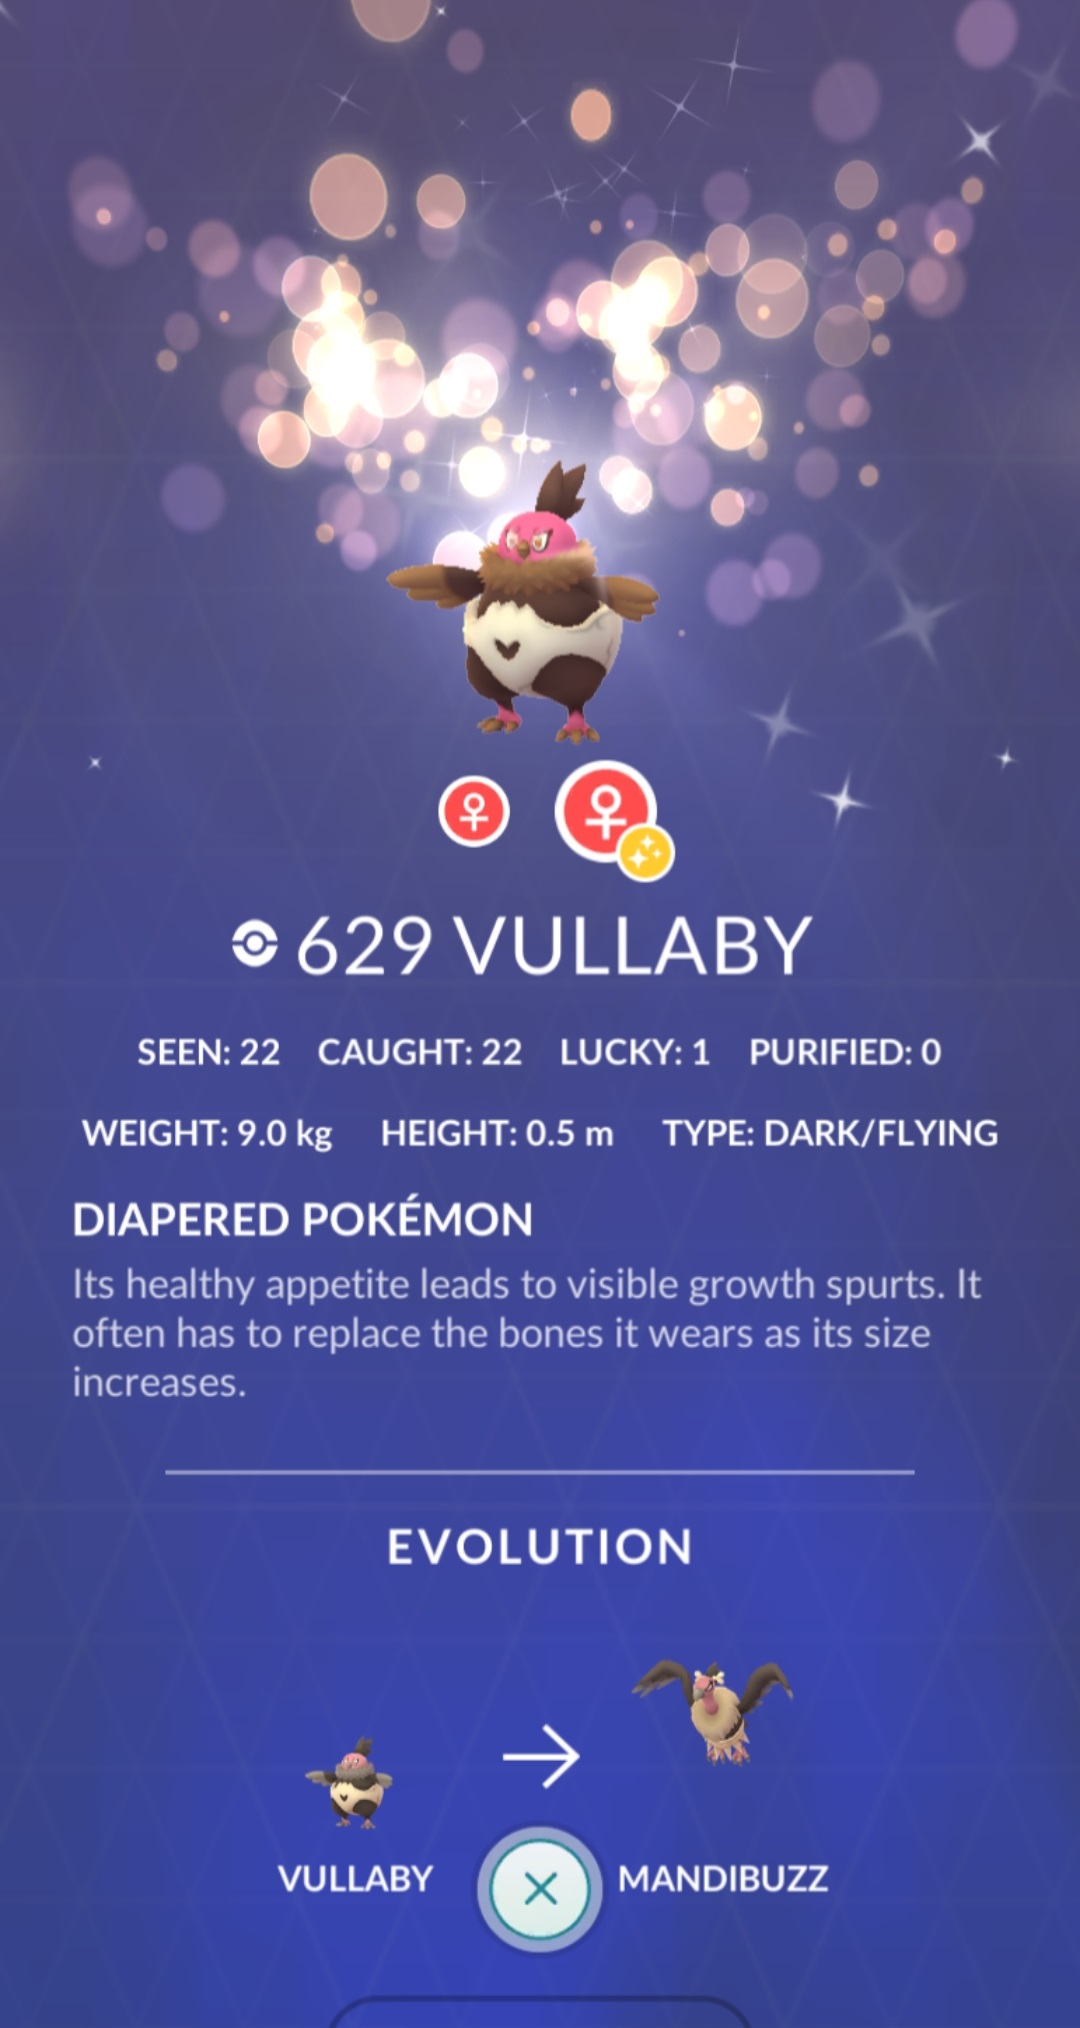 629 VULLABY
SEEN: 22 CAUGHT: 22 LUCKY: 1 PURIFIED: 0
WEIGHT: 9.0 kg HEIGHT: 0.5 m TYPE: DARK/FLYING
DIAPERED POKÉMON
Its healthy appetite leads to visible growth spurts. It
often has to replace the bones it wears as its size
increases.
EVOLUTION
VULLABY MANDIBUZZ